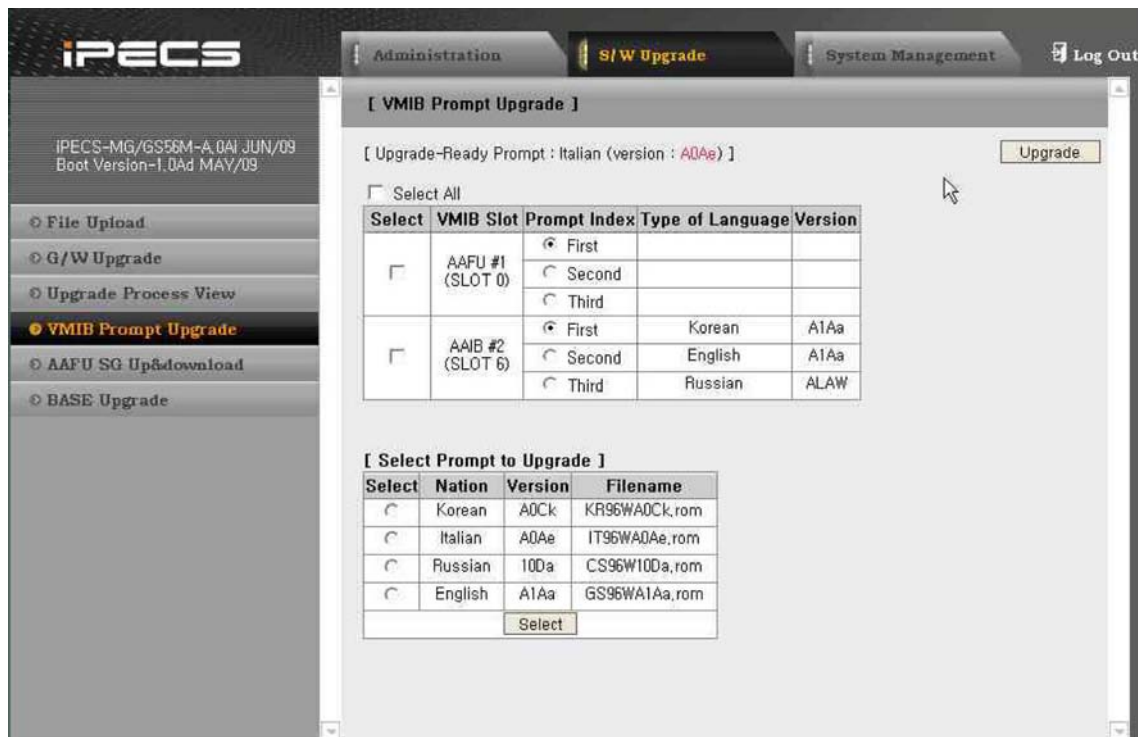 iPECS
Administration
S/W Upgrade
System Management
Log Out
iPECS-MG/GS56M-A.0Ai JUN/09
Boot Version-1.0Ad MAY/09
File Upload
G/W Upgrade
Upgrade Process View
VMIB Prompt Upgrade
AAFU SG Up&download
BASE Upgrade
[ VMIB Prompt Upgrade ]
[ Upgrade-Ready Prompt : Italian (version : A0Ae) ]
Upgrade
Select All
Select VMIB Slot Prompt Index Type of Language Version
AAFU #1
(SLOT 0)
First
Second
Third
AAIB #2
(SLOT 6)
First Korean A1Aa
Second English A1Aa
Third Russian ALAW
[ Select Prompt to Upgrade ]
Select Nation Version Filename
Korean A0Ck KR96WA0Ck.rom
Italian A0Ae IT96WA0Ae.rom
Russian 10Da CS96W10Da.rom
English A1Aa GS96WA1Aa.rom
Select